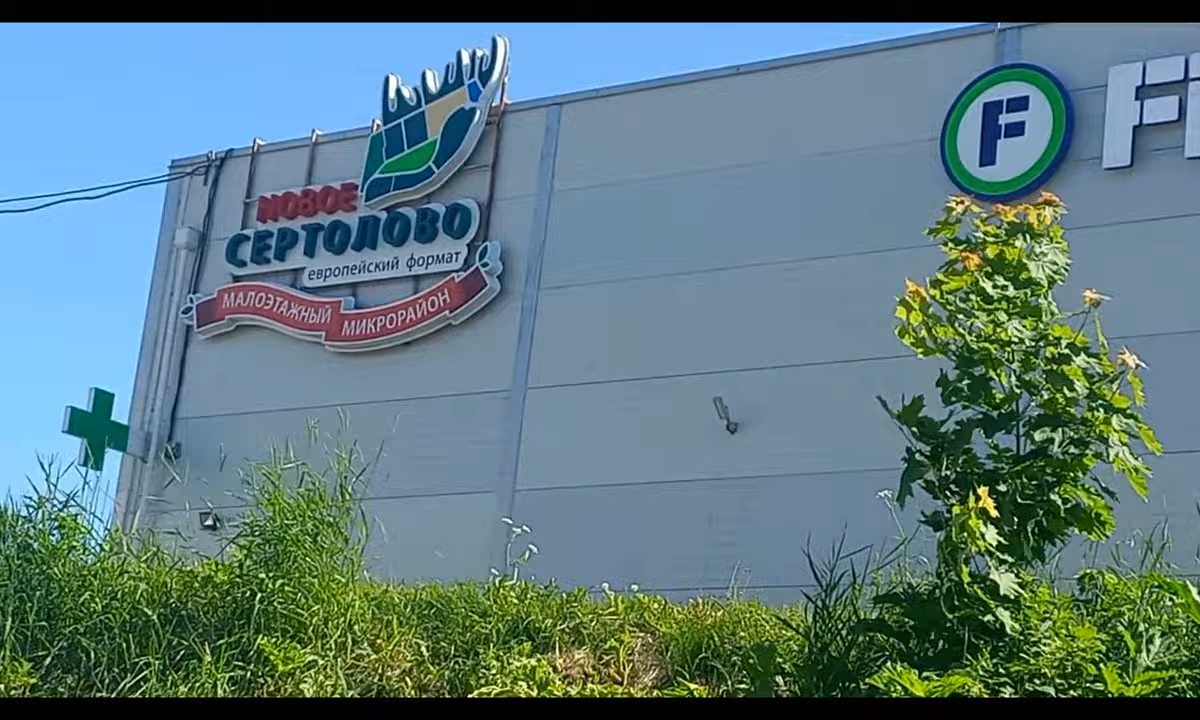 НОВОЕ
СЕРТОЛОВО
европейский формат
МАЛОЭТАЖНЫЙ МИКРОРАЙОН
F